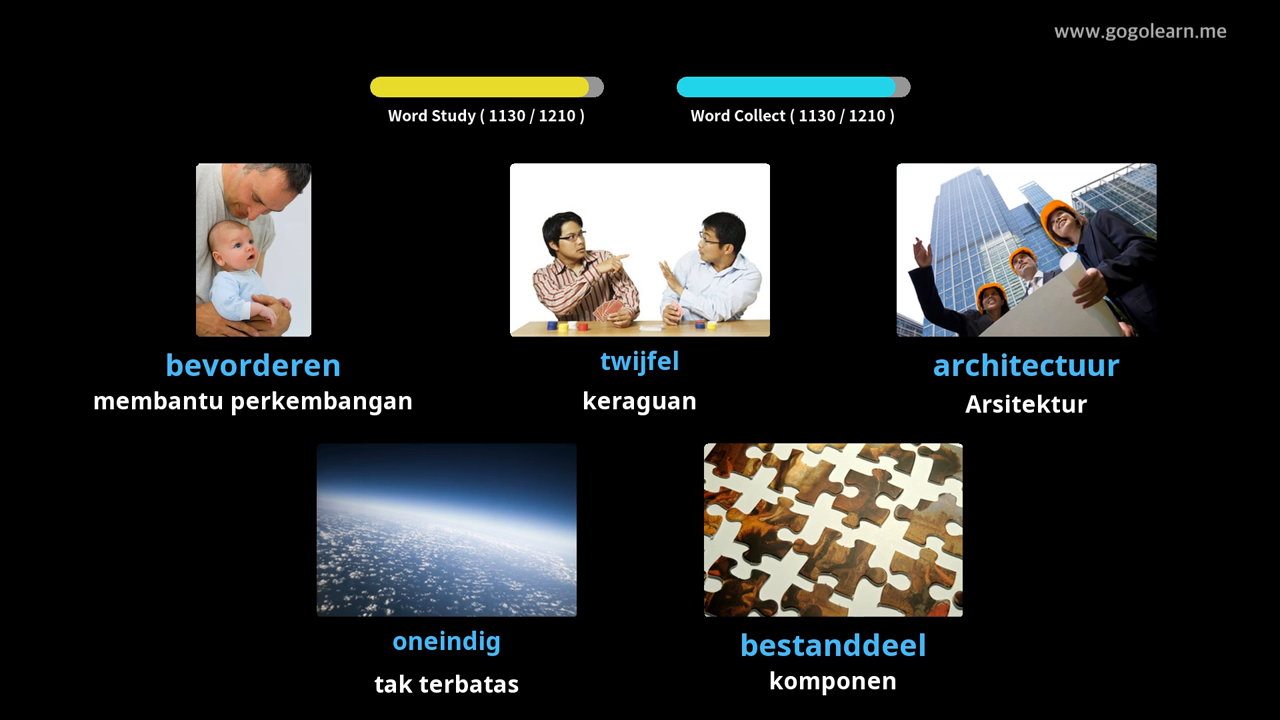 www.gogolearn.me
Word Study ( 1130 / 1210 )
Word Collect ( 1130 / 1210 )
bevorderen
membantu perkembangan
twijfel
keraguan
architectuur
Arsitektur
oneindig
tak terbatas
bestanddeel
komponen